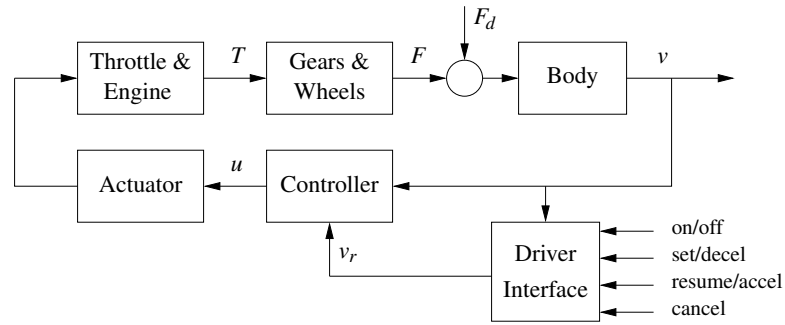 F_d
Throttle &
Engine
T
Gears &
Wheels
F
Body
v
Actuator
u
Controller
v_r
Driver
Interface
on/off
set/decel
resume/accel
cancel